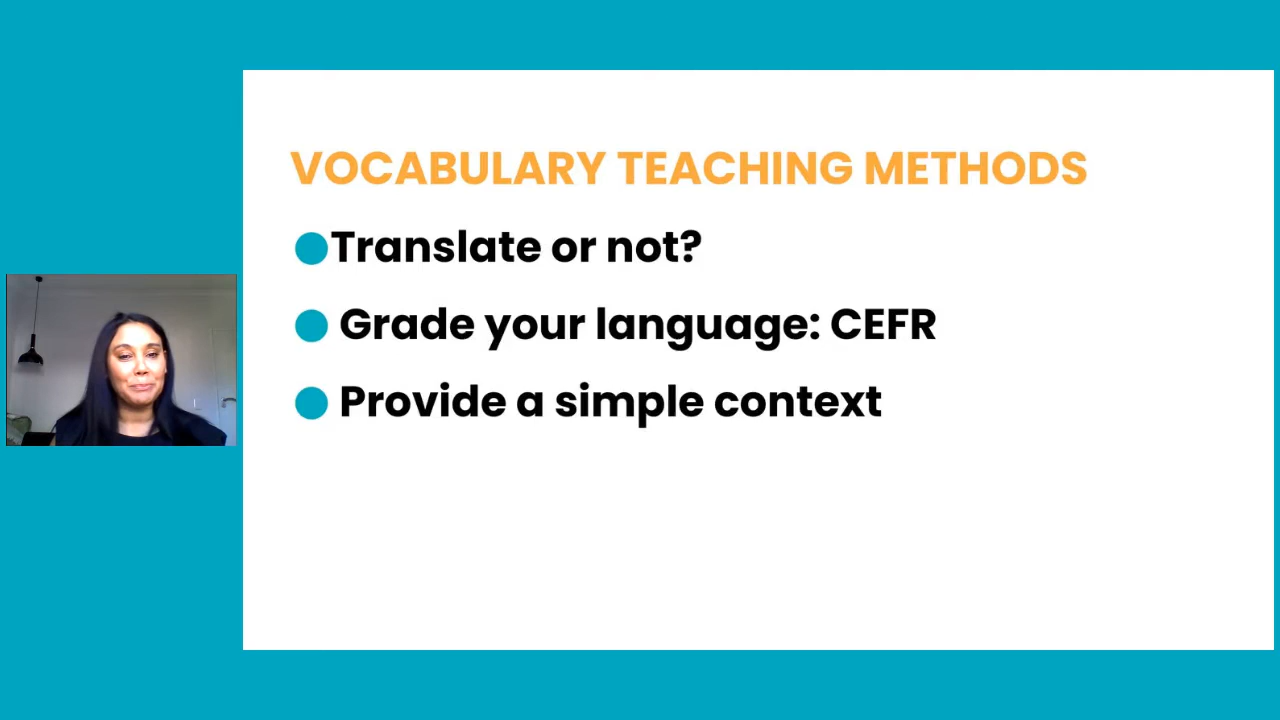 VOCABULARY TEACHING METHODS
Translate or not?
Grade your language: CEFR
Provide a simple context